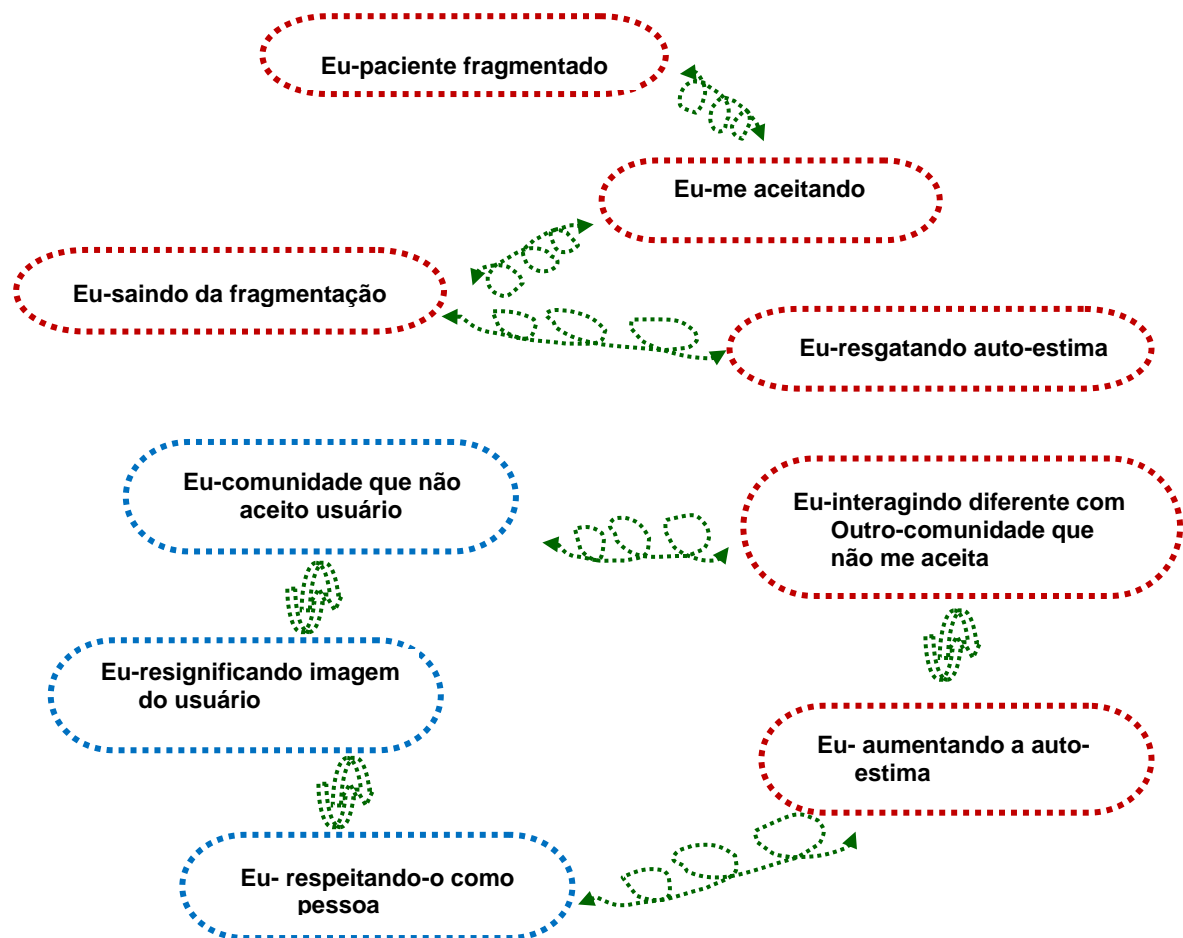 Eu-paciente fragmentado
Eu-me aceitando
Eu-saindo da fragmentação
Eu-resgatando auto-estima
Eu-comunidade que não
aceito usuário
Eu-interagindo diferente com
Outro-comunidade que
não me aceita
Eu-resignificando imagem
do usuário
Eu- aumentando a auto-
estima
Eu- respeitando-o como
pessoa